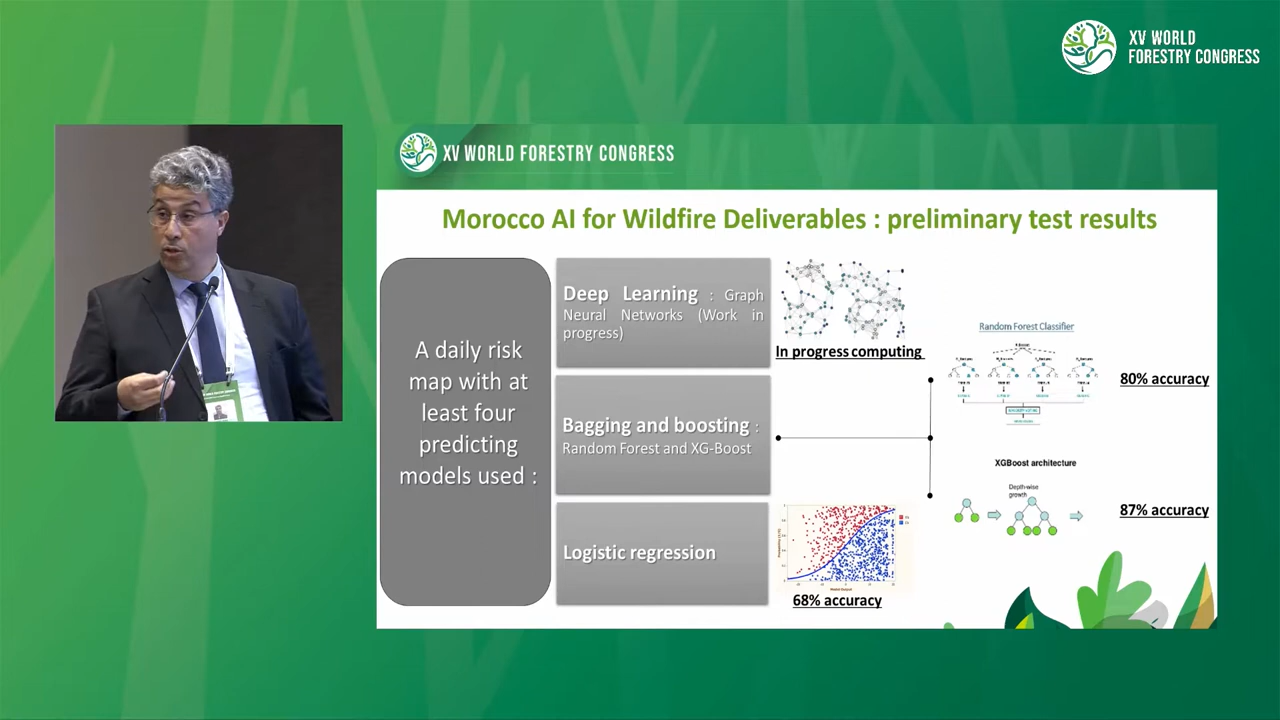 XV WORLD
FORESTRY CONGRESS
XV WORLD FORESTRY CONGRESS
Morocco AI for Wildfire Deliverables : preliminary test results
A daily risk
map with at
least four
predicting
models used :
Deep Learning : Graph
Neural Networks (Work in
progress)
In progress computing
Bagging and boosting :
Random Forest and XG-Boost
Logistic regression
68% accuracy
Random Forest Classifier
80% accuracy
XGBoost architecture
Depth-wise
growth
87% accuracy